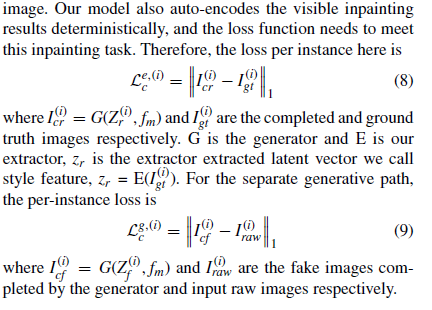 image. Our model also auto-encodes the visible inpainting
results deterministically, and the loss function needs to meet
this inpainting task. Therefore, the loss per instance here is
$\mathcal{L}_c^{e,(i)} = \left\| I_{cr}^{(i)} - I_{gt}^{(i)} \right\|_1$ (8)
where $I_{cr}^{(i)} = G(Z_r^{(i)}, f_m)$ and $I_{gt}^{(i)}$ are the completed and ground
truth images respectively. G is the generator and E is our
extractor, $z_r$ is the extractor extracted latent vector we call
style feature, $z_r$ = E($I_{gt}^{(i)}$). For the separate generative path,
the per-instance loss is
$\mathcal{L}_c^{g,(i)} = \left\| I_{cf}^{(i)} - I_{raw}^{(i)} \right\|_1$ (9)
where $I_{cf}^{(i)} = G(Z_f^{(i)}, f_m)$ and $I_{raw}^{(i)}$ are the fake images com-
pleted by the generator and input raw images respectively.